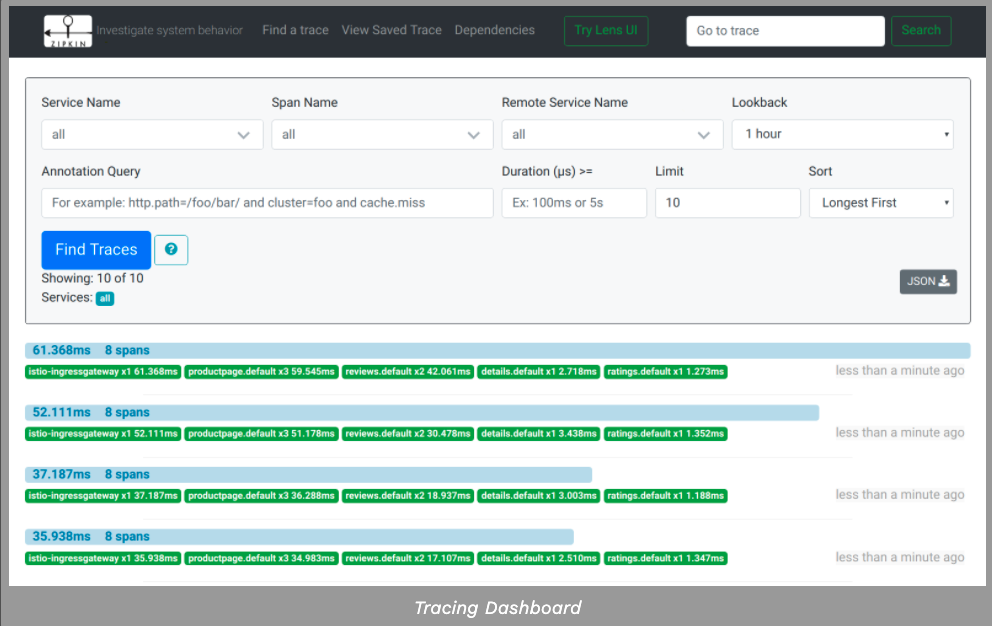 ZIPKIN Investigate system behavior Find a trace View Saved Trace Dependencies Try Lens UI Go to trace Search
Service Name Span Name Remote Service Name Lookback
all all all 1 hour
Annotation Query Duration (μs) >= Limit Sort
For example: http.path=/foo/bar/ and cluster=foo and cache.miss Ex: 100ms or 5s 10 Longest First
Find Traces ?
Showing: 10 of 10
Services: all JSON
61.368ms 8 spans
istio-ingressgateway x1 61.368ms productpage.default x3 59.545ms reviews.default x2 42.061ms details.default x1 2.718ms ratings.default x1 1.273ms less than a minute ago
52.111ms 8 spans
istio-ingressgateway x1 52.111ms productpage.default x3 51.178ms reviews.default x2 30.478ms details.default x1 3.438ms ratings.default x1 1.352ms less than a minute ago
37.187ms 8 spans
istio-ingressgateway x1 37.187ms productpage.default x3 36.288ms reviews.default x2 18.937ms details.default x1 3.003ms ratings.default x1 1.188ms less than a minute ago
35.938ms 8 spans
istio-ingressgateway x1 35.938ms productpage.default x3 34.983ms reviews.default x2 17.107ms details.default x1 2.510ms ratings.default x1 1.347ms less than a minute ago
Tracing Dashboard